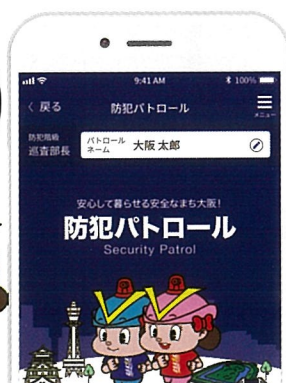 9:41 AM
100%
戻る
防犯パトロール
メニュー
防犯階級
巡査部長
パトロール
ネーム
大阪 太郎
安心して暮らせる安全なまち大阪!
防犯パトロール
Security Patrol